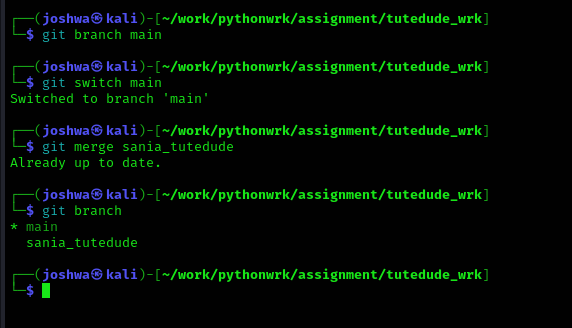 ┌──(joshwa㉿kali)-[~/work/pythonwrk/assignment/tutedude_wrk]
└─$ git branch main
┌──(joshwa㉿kali)-[~/work/pythonwrk/assignment/tutedude_wrk]
└─$ git switch main
Switched to branch 'main'
┌──(joshwa㉿kali)-[~/work/pythonwrk/assignment/tutedude_wrk]
└─$ git merge sania_tutedude
Already up to date.
┌──(joshwa㉿kali)-[~/work/pythonwrk/assignment/tutedude_wrk]
└─$ git branch
* main
  sania_tutedude
┌──(joshwa㉿kali)-[~/work/pythonwrk/assignment/tutedude_wrk]
└─$